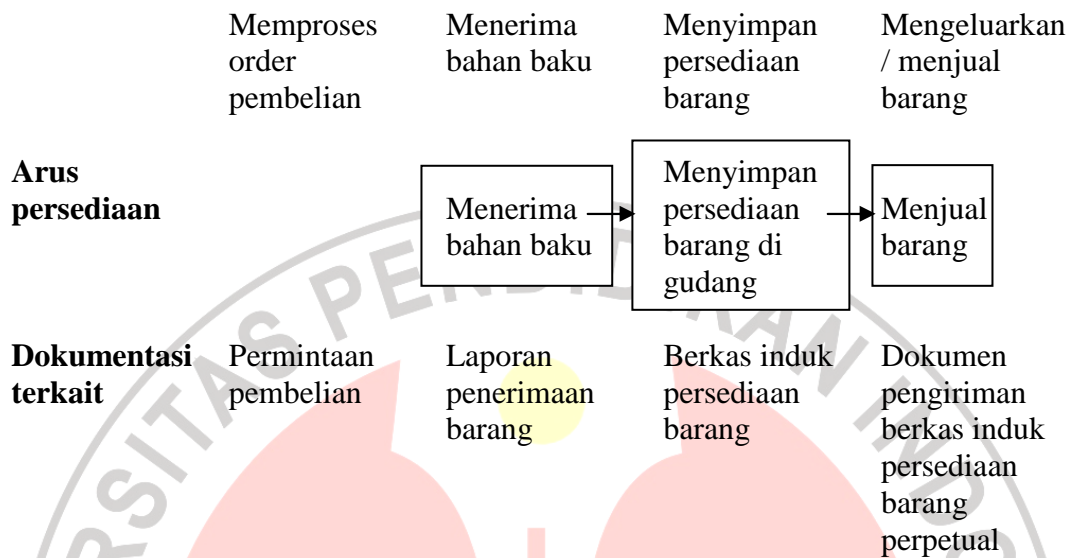 Memproses order pembelian
Menerima bahan baku
Menyimpan persediaan barang
Mengeluarkan / menjual barang
Arus persediaan
Menerima bahan baku
Menyimpan persediaan barang di gudang
Menjual barang
Dokumentasi terkait
Permintaan pembelian
Laporan penerimaan barang
Berkas induk persediaan barang
Dokumen pengiriman berkas induk persediaan barang perpetual